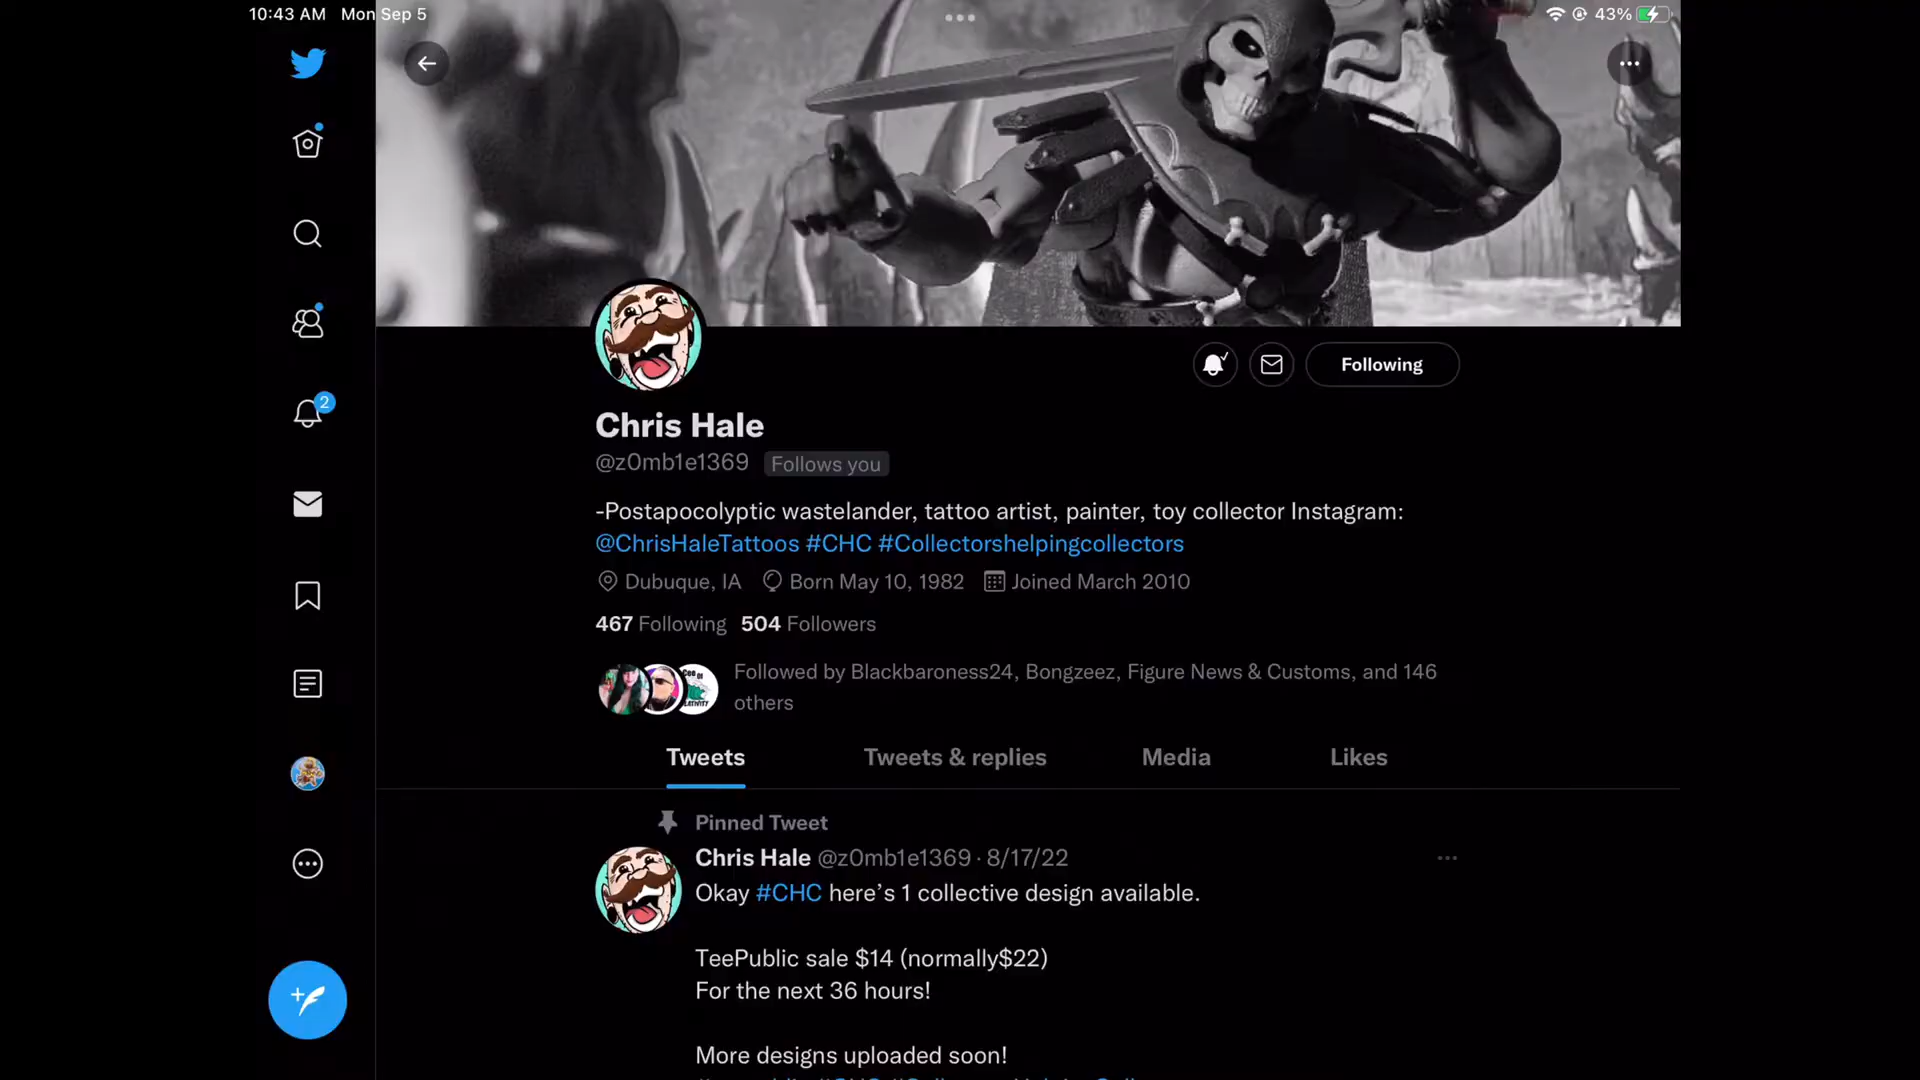 10:43 AM Mon Sep 5
43%
2
Following
Chris Hale
@z0mb1e1369 Follows you
-Postapocolyptic wastelander, tattoo artist, painter, toy collector Instagram:
@ChrisHaleTattoos #CHC #Collectorshelpingcollectors
Dubuque, IA Born May 10, 1982 Joined March 2010
467 Following 504 Followers
Followed by Blackbaroness24, Bongzeez, Figure News & Customs, and 146
others
Tweets Tweets & replies Media Likes
Pinned Tweet
Chris Hale @z0mb1e1369 · 8/17/22
Okay #CHC here’s 1 collective design available.
TeePublic sale $14 (normally$22)
For the next 36 hours!
More designs uploaded soon!